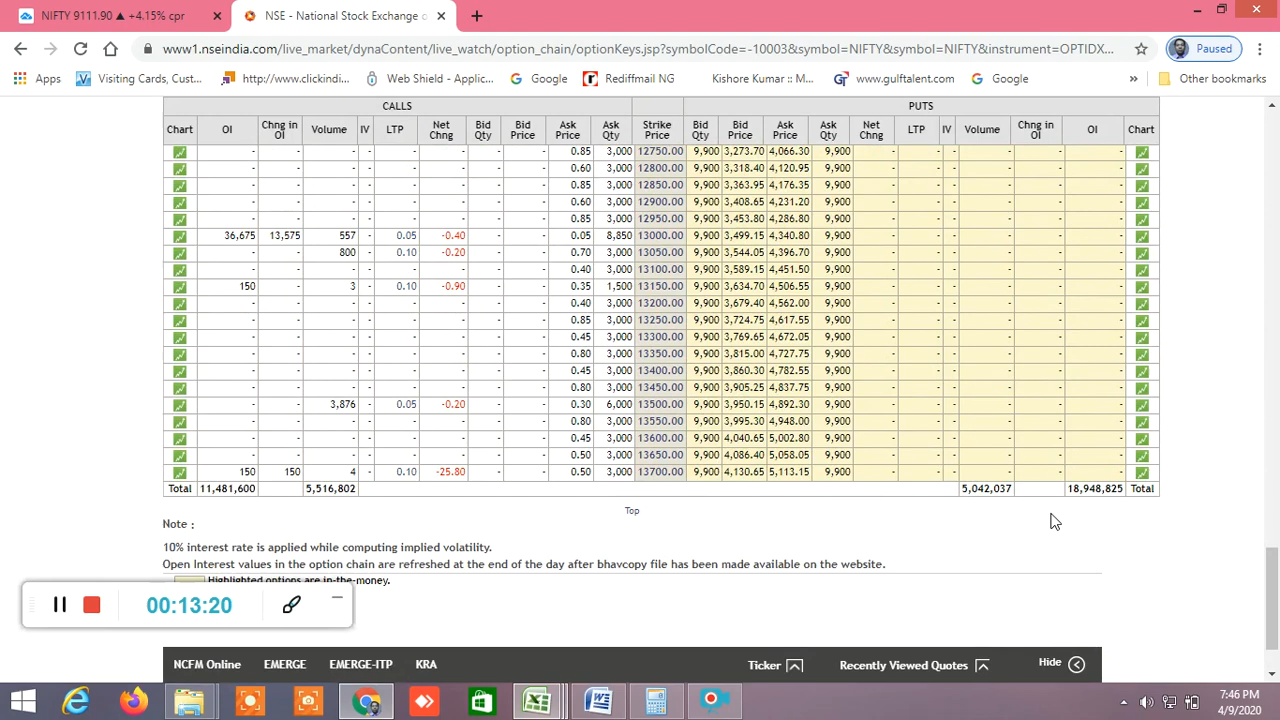 NIFTY 9111.90 ▲ +4.15% cpr × NSE - National Stock Exchange o ×
www1.nseindia.com/live_market/dynaContent/live_watch/option_chain/optionKeys.jsp?symbolCode=-10003&symbol=NIFTY&symbol=NIFTY&instrument=OPTIDX... Paused
Apps Visiting Cards, Cust... http://www.clickindi... Web Shield - Applic... Google Rediffmail NG Kishore Kumar :: M... www.gulftalent.com Google » Other bookmarks
CALLS PUTS
Chart OI Chng in OI Volume IV LTP Net Chng Bid Qty Bid Price Ask Price Ask Qty Strike Price Bid Qty Bid Price Ask Price Ask Qty Net Chng LTP IV Volume Chng in OI OI Chart
- - - - - - - - 0.85 3,000 12750.00 9,900 3,273.70 4,066.30 9,900 - - - - - -
- - - - - - - - 0.60 3,000 12800.00 9,900 3,318.40 4,120.95 9,900 - - - - - -
- - - - - - - - 0.85 3,000 12850.00 9,900 3,363.95 4,176.35 9,900 - - - - - -
- - - - - - - - 0.60 3,000 12900.00 9,900 3,408.65 4,231.20 9,900 - - - - - -
- - - - - - - - 0.85 3,000 12950.00 9,900 3,453.80 4,286.80 9,900 - - - - - -
36,675 13,575 557 - 0.05 -0.40 - - 0.05 8,850 13000.00 9,900 3,499.15 4,340.80 9,900 - - - - - -
- - 800 - 0.10 -0.20 - - 0.70 3,000 13050.00 9,900 3,544.05 4,396.70 9,900 - - - - - -
- - - - - - - - 0.40 3,000 13100.00 9,900 3,589.15 4,451.50 9,900 - - - - - -
150 - 3 - 0.10 -0.90 - - 0.35 1,500 13150.00 9,900 3,634.70 4,506.55 9,900 - - - - - -
- - - - - - - - 0.40 3,000 13200.00 9,900 3,679.40 4,562.00 9,900 - - - - - -
- - - - - - - - 0.85 3,000 13250.00 9,900 3,724.75 4,617.55 9,900 - - - - - -
- - - - - - - - 0.45 3,000 13300.00 9,900 3,769.65 4,672.05 9,900 - - - - - -
- - - - - - - - 0.80 3,000 13350.00 9,900 3,815.00 4,727.75 9,900 - - - - - -
- - - - - - - - 0.45 3,000 13400.00 9,900 3,860.30 4,782.55 9,900 - - - - - -
- - - - - - - - 0.80 3,000 13450.00 9,900 3,905.25 4,837.75 9,900 - - - - - -
- - 3,876 - 0.05 -0.20 - - 0.30 6,000 13500.00 9,900 3,950.15 4,892.30 9,900 - - - - - -
- - - - - - - - 0.80 3,000 13550.00 9,900 3,995.30 4,948.00 9,900 - - - - - -
- - - - - - - - 0.45 3,000 13600.00 9,900 4,040.65 5,002.80 9,900 - - - - - -
- - - - - - - - 0.50 3,000 13650.00 9,900 4,086.40 5,058.05 9,900 - - - - - -
150 150 4 - 0.10 -25.80 - - 0.50 3,000 13700.00 9,900 4,130.65 5,113.15 9,900 - - - - - -
Total 11,481,600 5,516,802 5,042,037 18,948,825 Total
Top
Note :
10% interest rate is applied while computing implied volatility.
Open Interest values in the option chain are refreshed at the end of the day after bhavcopy file has been made available on the website.
Highlighted options are in-the-money.
00:13:20
NCFM Online EMERGE EMERGE-ITP KRA Ticker Recently Viewed Quotes Hide
7:46 PM
4/9/2020